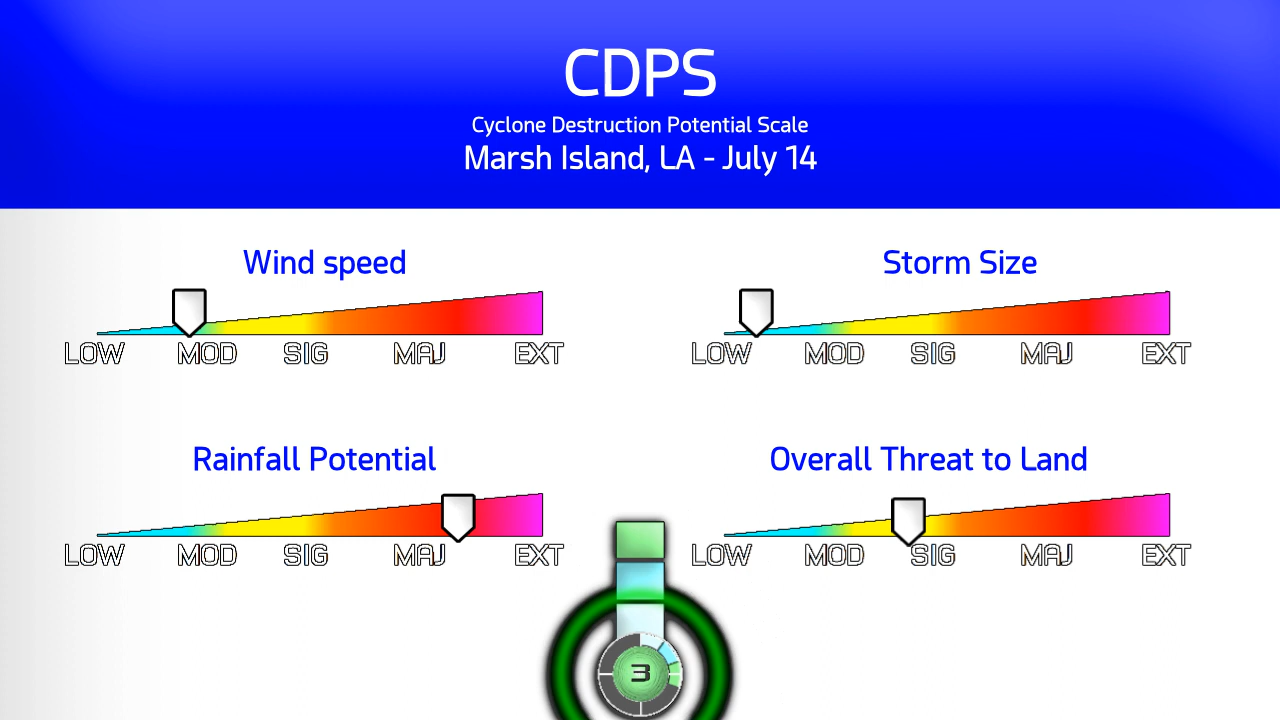 CDPS
Cyclone Destruction Potential Scale
Marsh Island, LA - July 14
Wind speed
LOW MOD SIG MAJ EXT
Storm Size
LOW MOD SIG MAJ EXT
Rainfall Potential
LOW MOD SIG MAJ EXT
Overall Threat to Land
LOW MOD SIG MAJ EXT
3